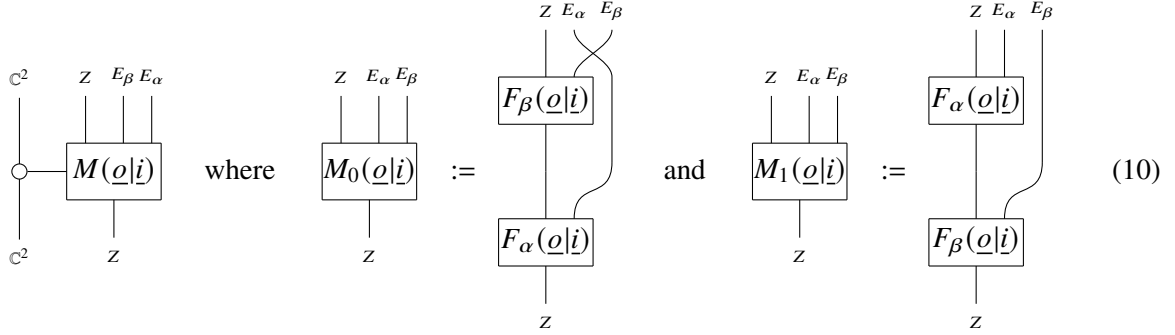 Z E_α E_β
Z E_α E_β
ℂ² Z E_β E_α
Z E_α E_β
Z E_α E_β
F_β(o̲|i̲)
F_α(o̲|i̲)
M(o̲|i̲) where M_0(o̲|i̲) := and M_1(o̲|i̲) := (10)
F_α(o̲|i̲)
F_β(o̲|i̲)
ℂ² Z Z Z
Z Z